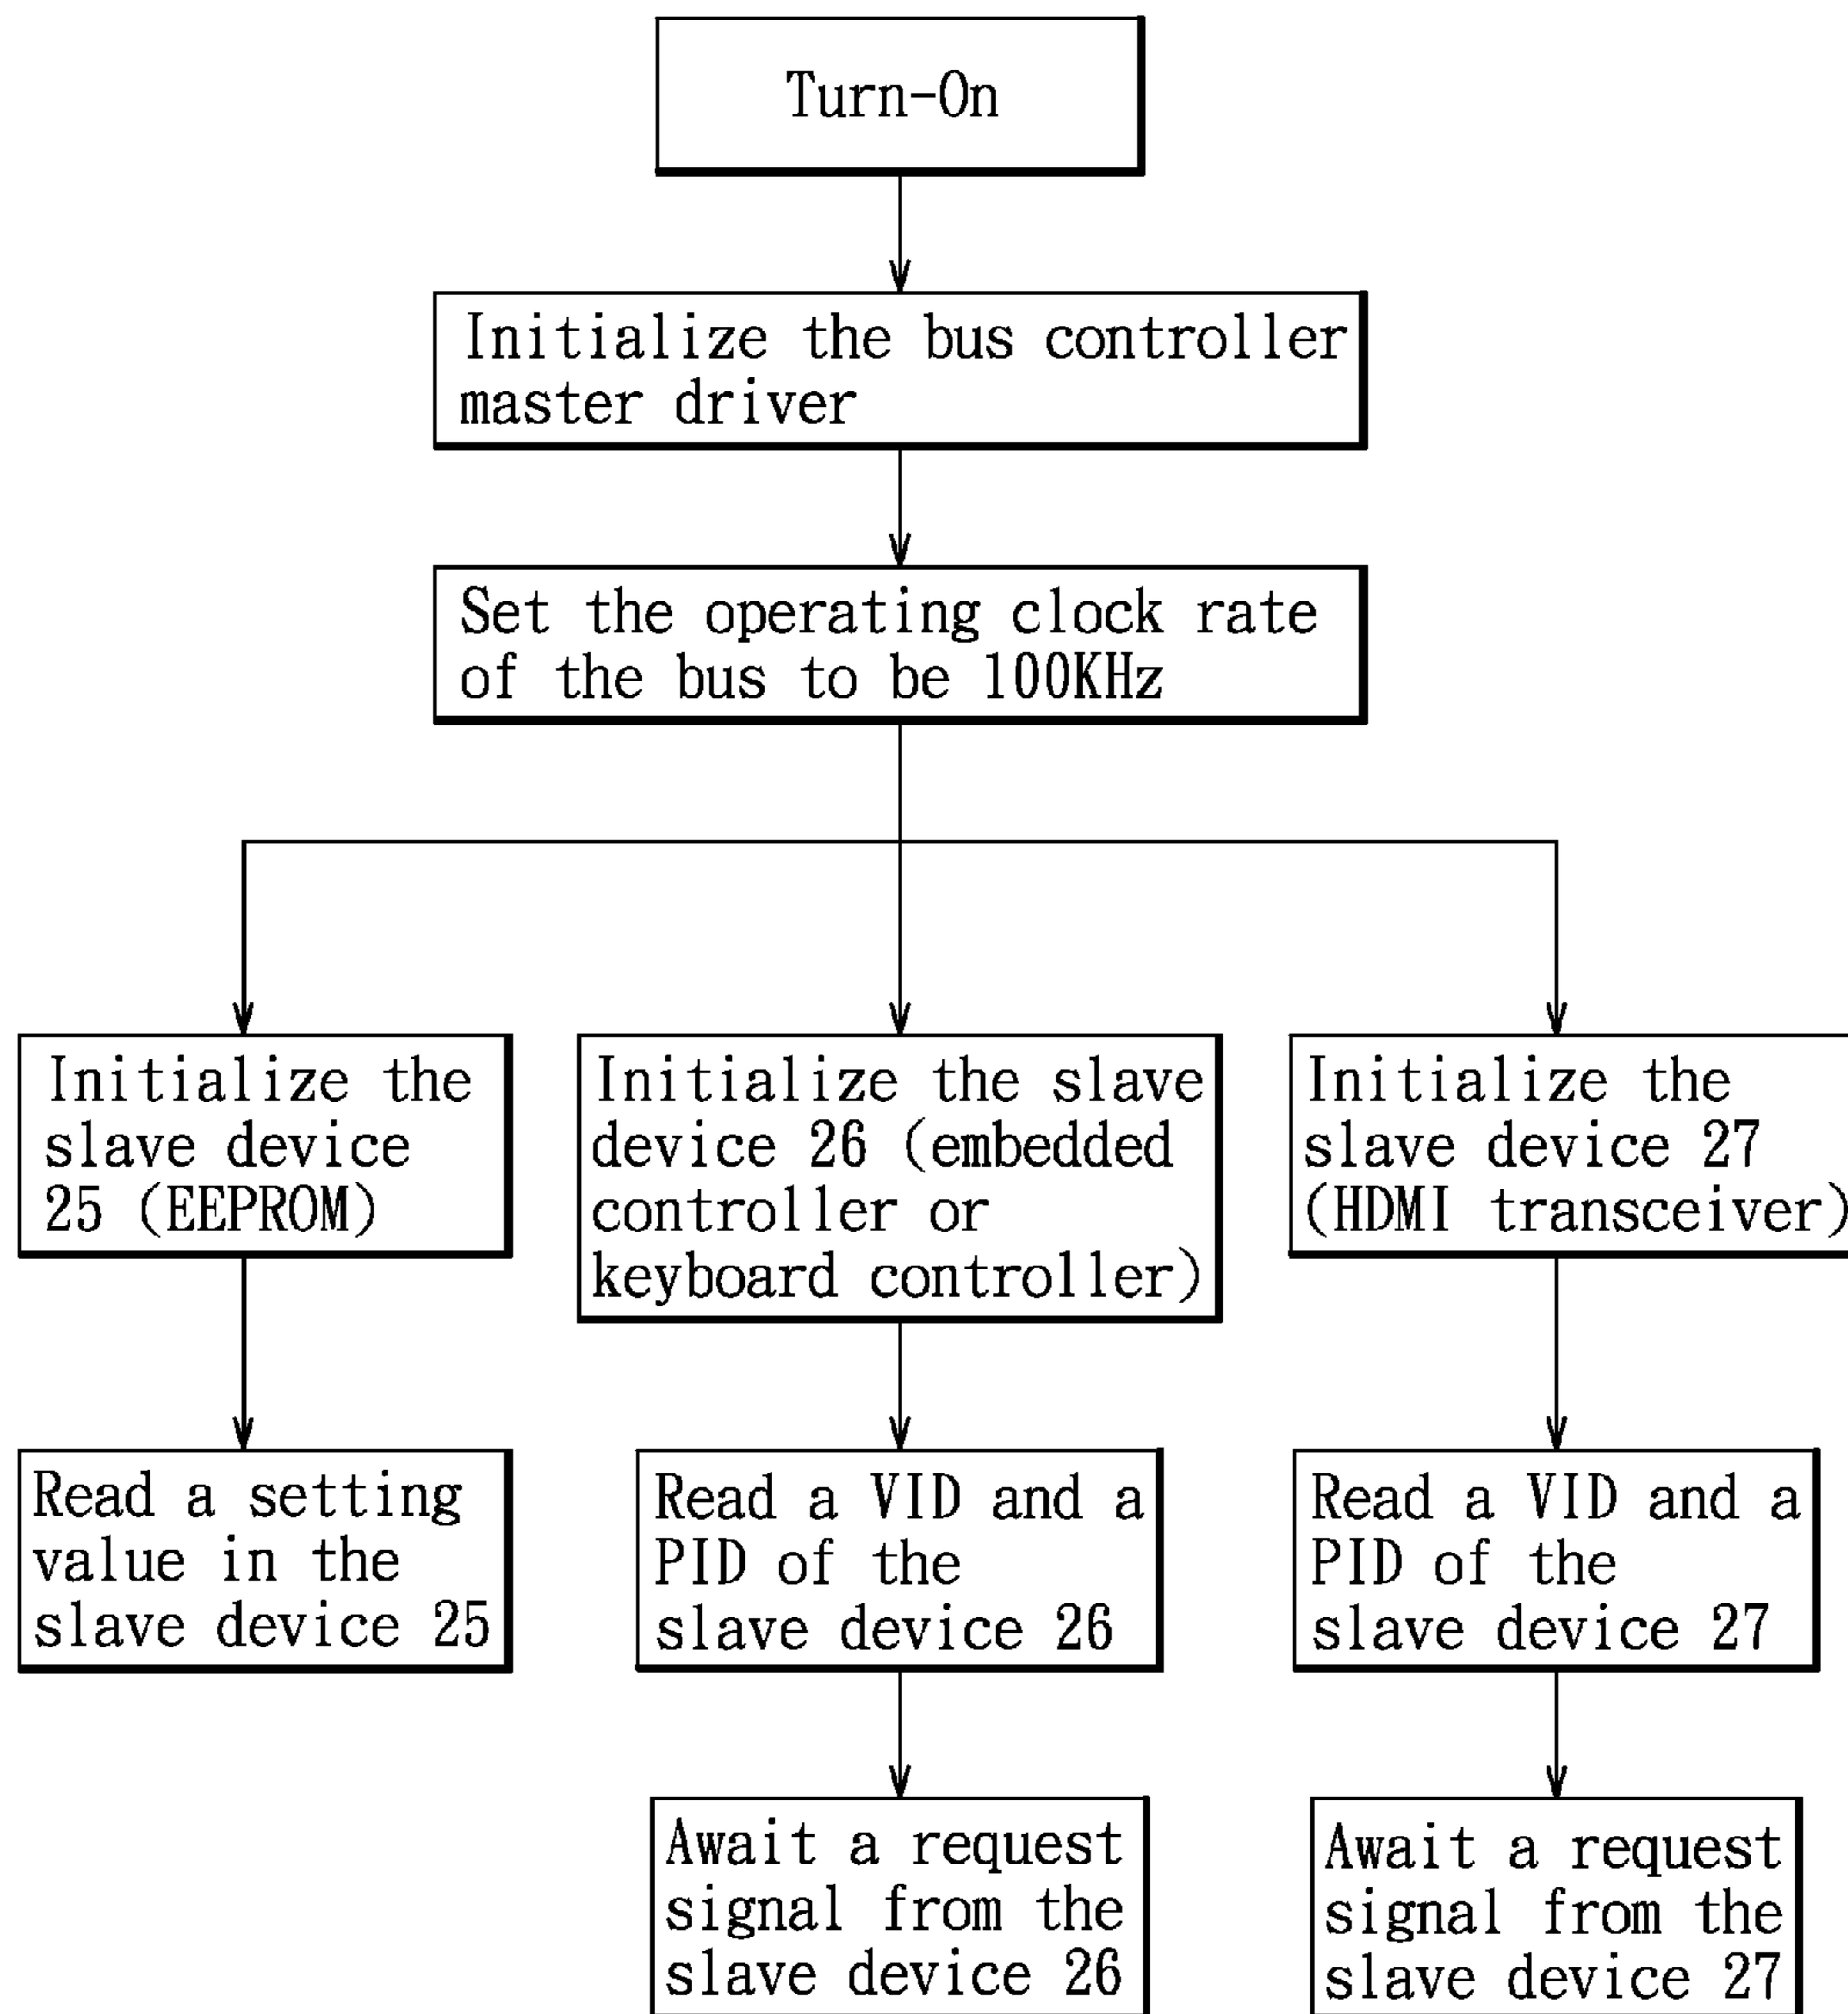 Turn-On
Initialize the bus controller
master driver
Set the operating clock rate
of the bus to be 100KHz
Initialize the
slave device
25 (EEPROM)
Initialize the slave
device 26 (embedded
controller or
keyboard controller)
Initialize the
slave device 27
(HDMI transceiver)
Read a setting
value in the
slave device 25
Read a VID and a
PID of the
slave device 26
Read a VID and a
PID of the
slave device 27
Await a request
signal from the
slave device 26
Await a request
signal from the
slave device 27